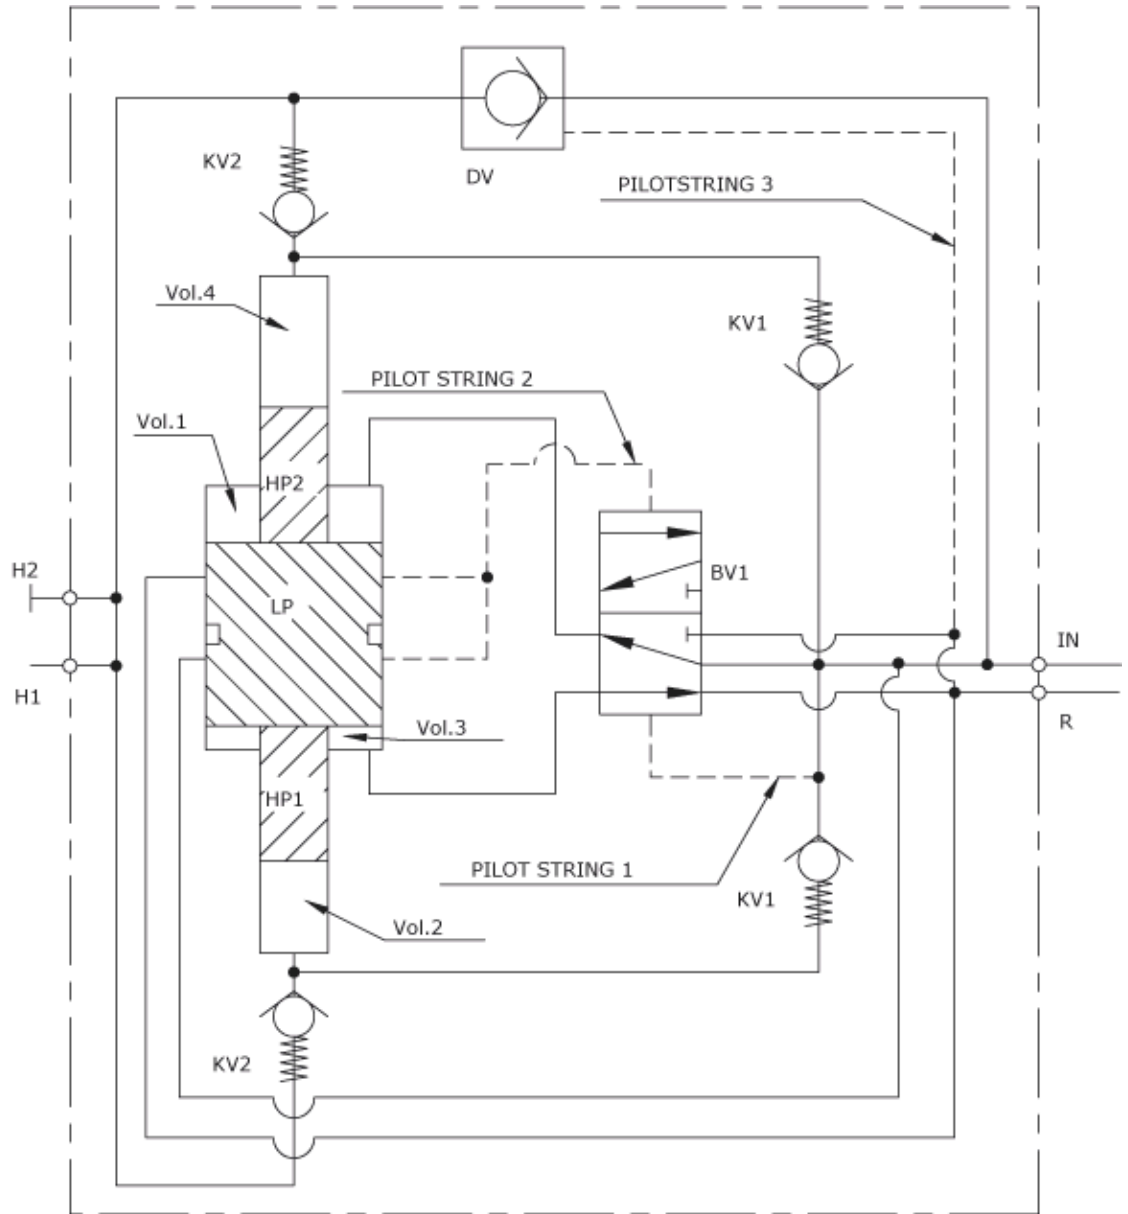 KV2
DV
PILOTSTRING 3
Vol.4
KV1
PILOT STRING 2
Vol.1
HP2
H2
BV1
LP
IN
H1
R
Vol.3
HP1
PILOT STRING 1
KV1
Vol.2
KV2